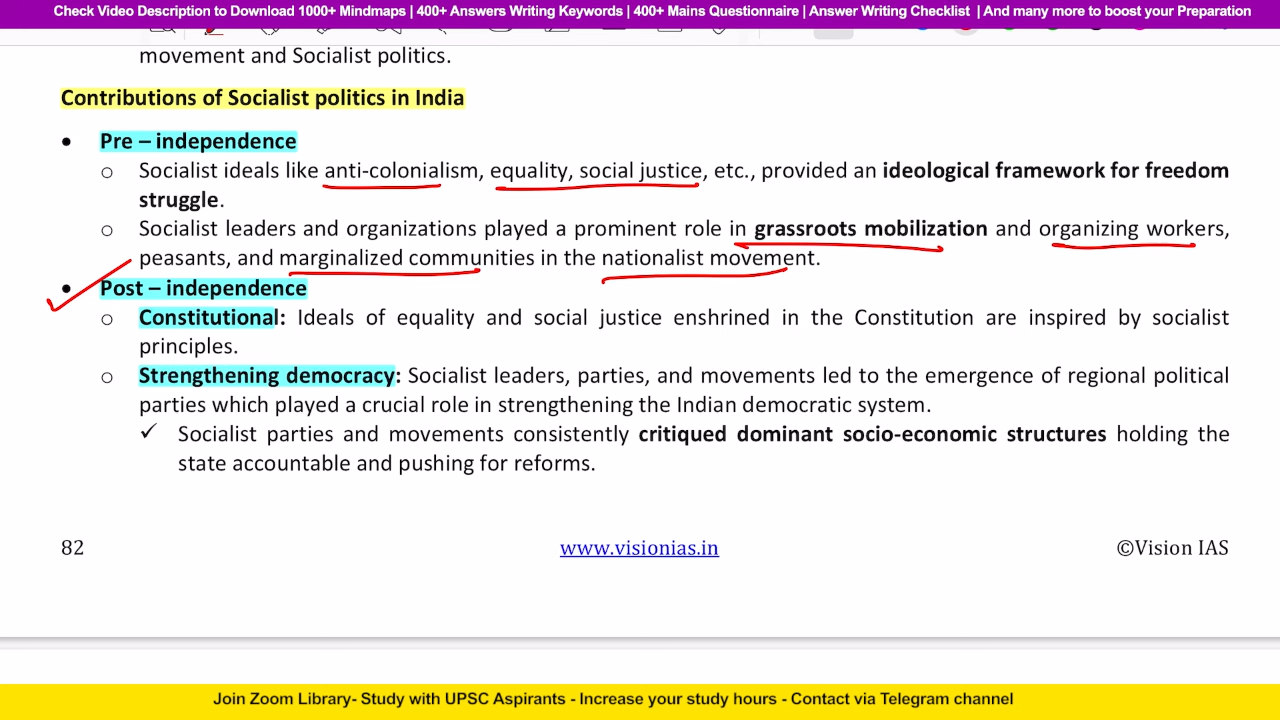 Check Video Description to Download 1000+ Mindmaps | 400+ Answers Writing Keywords | 400+ Mains Questionnaire | Answer Writing Checklist | And many more to boost your Preparation
movement and Socialist politics.
Contributions of Socialist politics in India
• Pre – independence
o Socialist ideals like anti-colonialism, equality, social justice, etc., provided an ideological framework for freedom
struggle.
o Socialist leaders and organizations played a prominent role in grassroots mobilization and organizing workers,
peasants, and marginalized communities in the nationalist movement.
• Post – independence
o Constitutional: Ideals of equality and social justice enshrined in the Constitution are inspired by socialist
principles.
o Strengthening democracy: Socialist leaders, parties, and movements led to the emergence of regional political
parties which played a crucial role in strengthening the Indian democratic system.
✓ Socialist parties and movements consistently critiqued dominant socio-economic structures holding the
state accountable and pushing for reforms.
82 www.visionias.in ©Vision IAS
Join Zoom Library- Study with UPSC Aspirants - Increase your study hours - Contact via Telegram channel